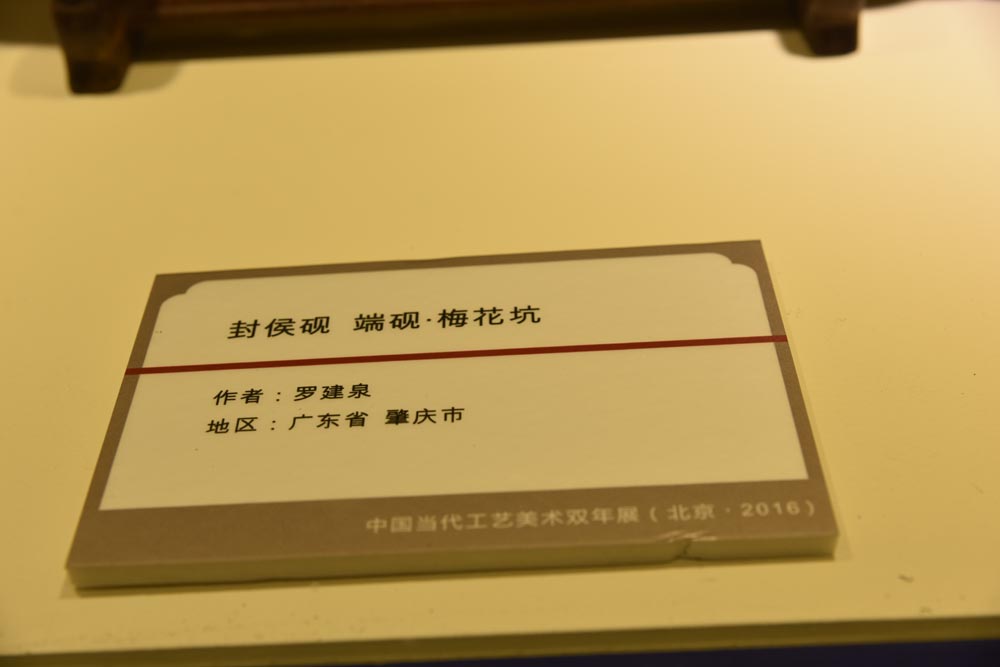 封侯砚 端砚·梅花坑
作者：罗建泉
地区：广东省 肇庆市
中国当代工艺美术双年展（北京·2016）